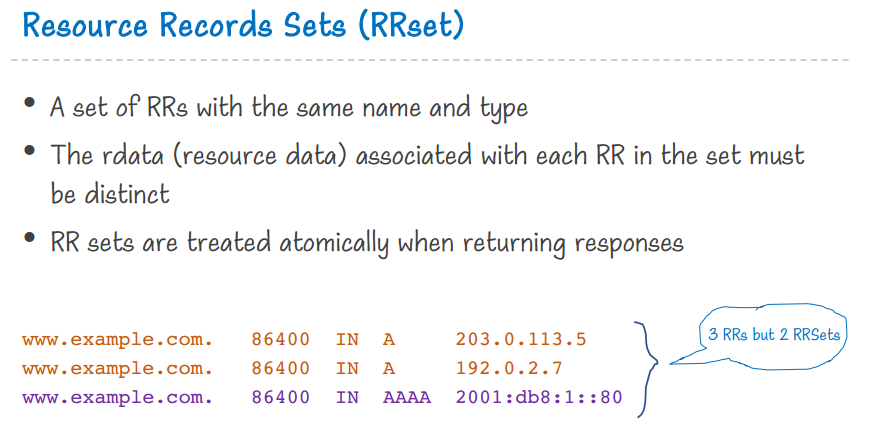 Resource Records Sets (RRset)
• A set of RRs with the same name and type
• The rdata (resource data) associated with each RR in the set must
be distinct
• RR sets are treated atomically when returning responses
www.example.com. 86400 IN A 203.0.113.5
www.example.com. 86400 IN A 192.0.2.7
www.example.com. 86400 IN AAAA 2001:db8:1::80
3 RRs but 2 RRSets